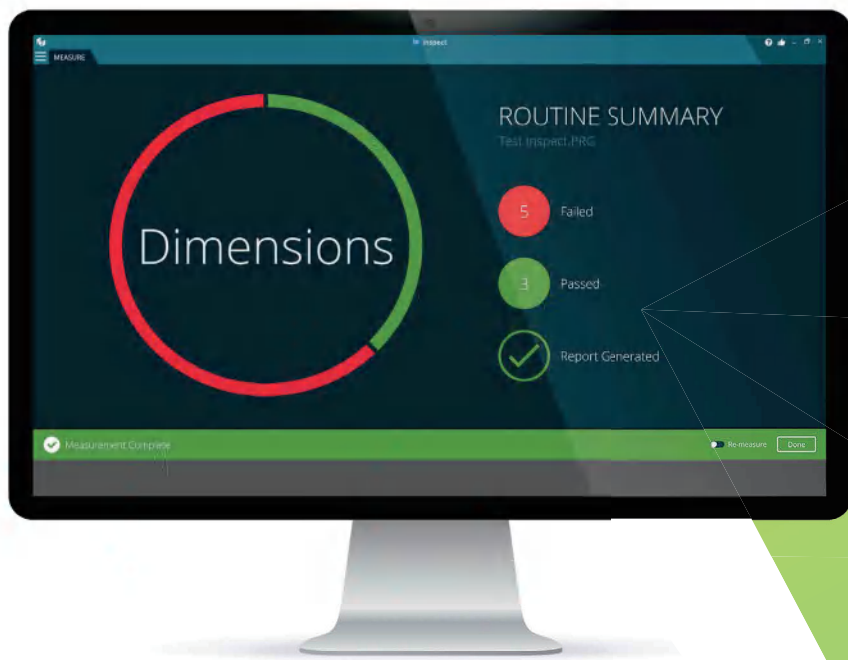 Inspect
MEASURE
Dimensions
ROUTINE SUMMARY
Test Inspect.PRG
5 Failed
3 Passed
Report Generated
Measurement Complete
Re-measure
Done